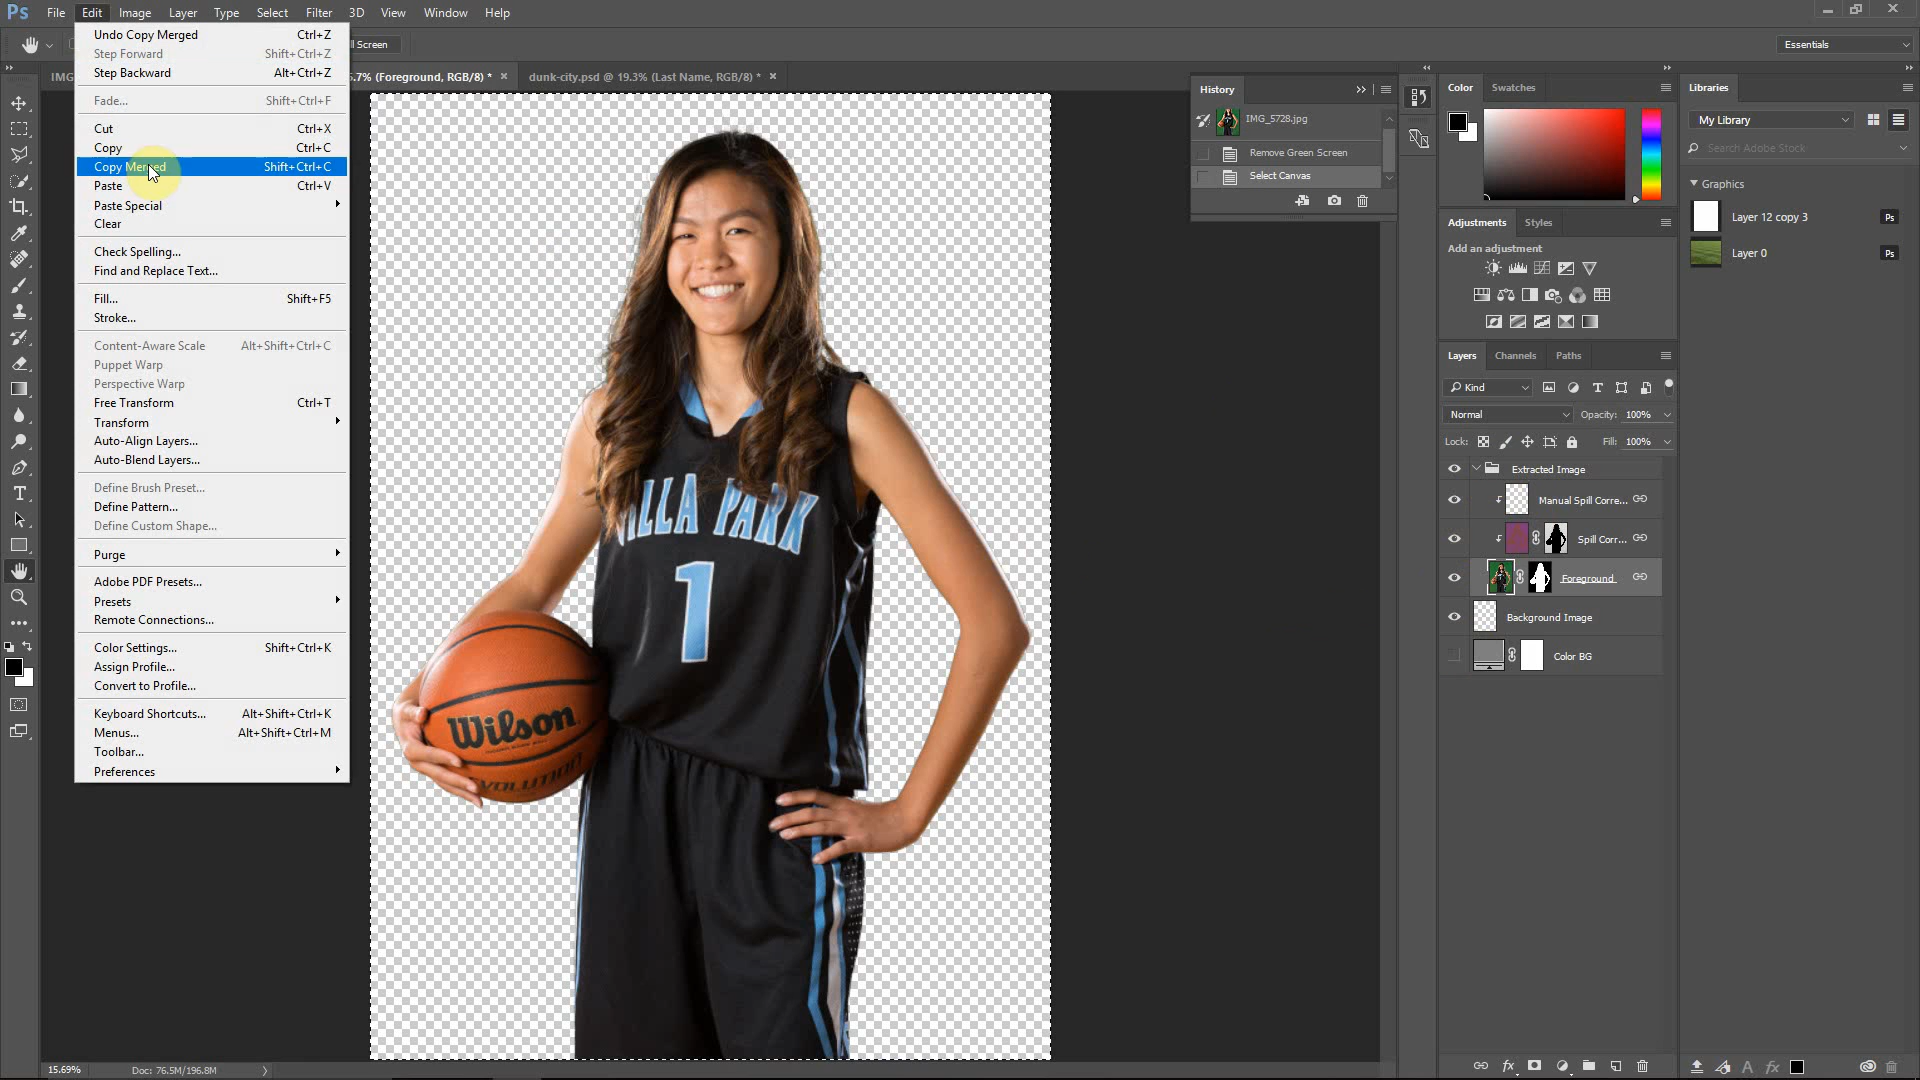 Ps File Edit Image Layer Type Select Filter 3D View Window Help
Undo Copy Merged Ctrl+Z
Step Forward Shift+Ctrl+Z
Step Backward Alt+Ctrl+Z
Fade... Shift+Ctrl+F
Cut Ctrl+X
Copy Ctrl+C
Copy Merged Shift+Ctrl+C
Paste Ctrl+V
Paste Special
Clear
Check Spelling...
Find and Replace Text...
Fill... Shift+F5
Stroke...
Content-Aware Scale Alt+Shift+Ctrl+C
Puppet Warp
Perspective Warp
Free Transform Ctrl+T
Transform
Auto-Align Layers...
Auto-Blend Layers...
Define Brush Preset...
Define Pattern...
Define Custom Shape...
Purge
Adobe PDF Presets...
Presets
Remote Connections...
Color Settings... Shift+Ctrl+K
Assign Profile...
Convert to Profile...
Keyboard Shortcuts... Alt+Shift+Ctrl+K
Menus... Alt+Shift+Ctrl+M
Toolbar...
Preferences
Screen
Essentials
IMG
.7% (Foreground, RGB/8) *
dunk-city.psd @ 19.3% (Last Name, RGB/8) *
VILLA PARK
1
Wilson
EVOLUTION
15.69%
Doc: 76.5M/196.8M
History
IMG_5728.jpg
Remove Green Screen
Select Canvas
Color Swatches
Adjustments Styles
Add an adjustment
Layers Channels Paths
Kind
Normal Opacity: 100%
Lock: Fill: 100%
Extracted Image
Manual Spill Corre...
Spill Corr...
Foreground
Background Image
Color BG
fx
Libraries
My Library
Search Adobe Stock
Graphics
Layer 12 copy 3 Ps
Layer 0 Ps
A fx